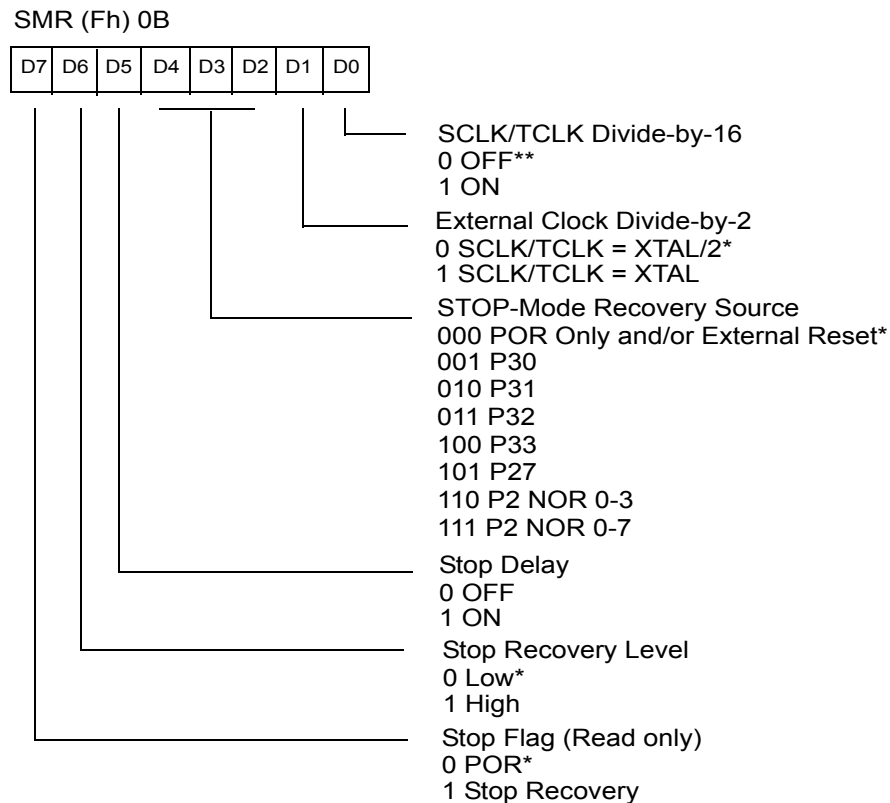 SMR (Fh) 0B
D7 D6 D5 D4 D3 D2 D1 D0
SCLK/TCLK Divide-by-16
0 OFF**
1 ON
External Clock Divide-by-2
0 SCLK/TCLK = XTAL/2*
1 SCLK/TCLK = XTAL
STOP-Mode Recovery Source
000 POR Only and/or External Reset*
001 P30
010 P31
011 P32
100 P33
101 P27
110 P2 NOR 0-3
111 P2 NOR 0-7
Stop Delay
0 OFF
1 ON
Stop Recovery Level
0 Low*
1 High
Stop Flag (Read only)
0 POR*
1 Stop Recovery